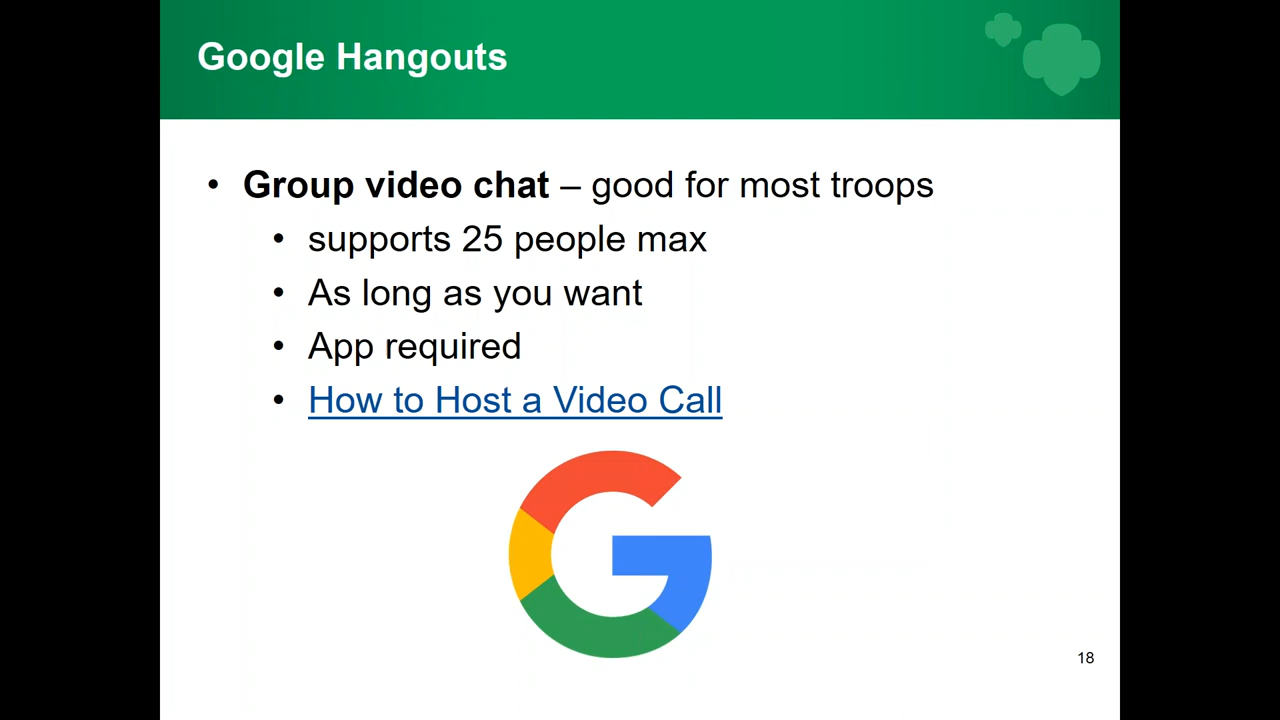 Google Hangouts
• Group video chat – good for most troops
• supports 25 people max
• As long as you want
• App required
• How to Host a Video Call
G
18